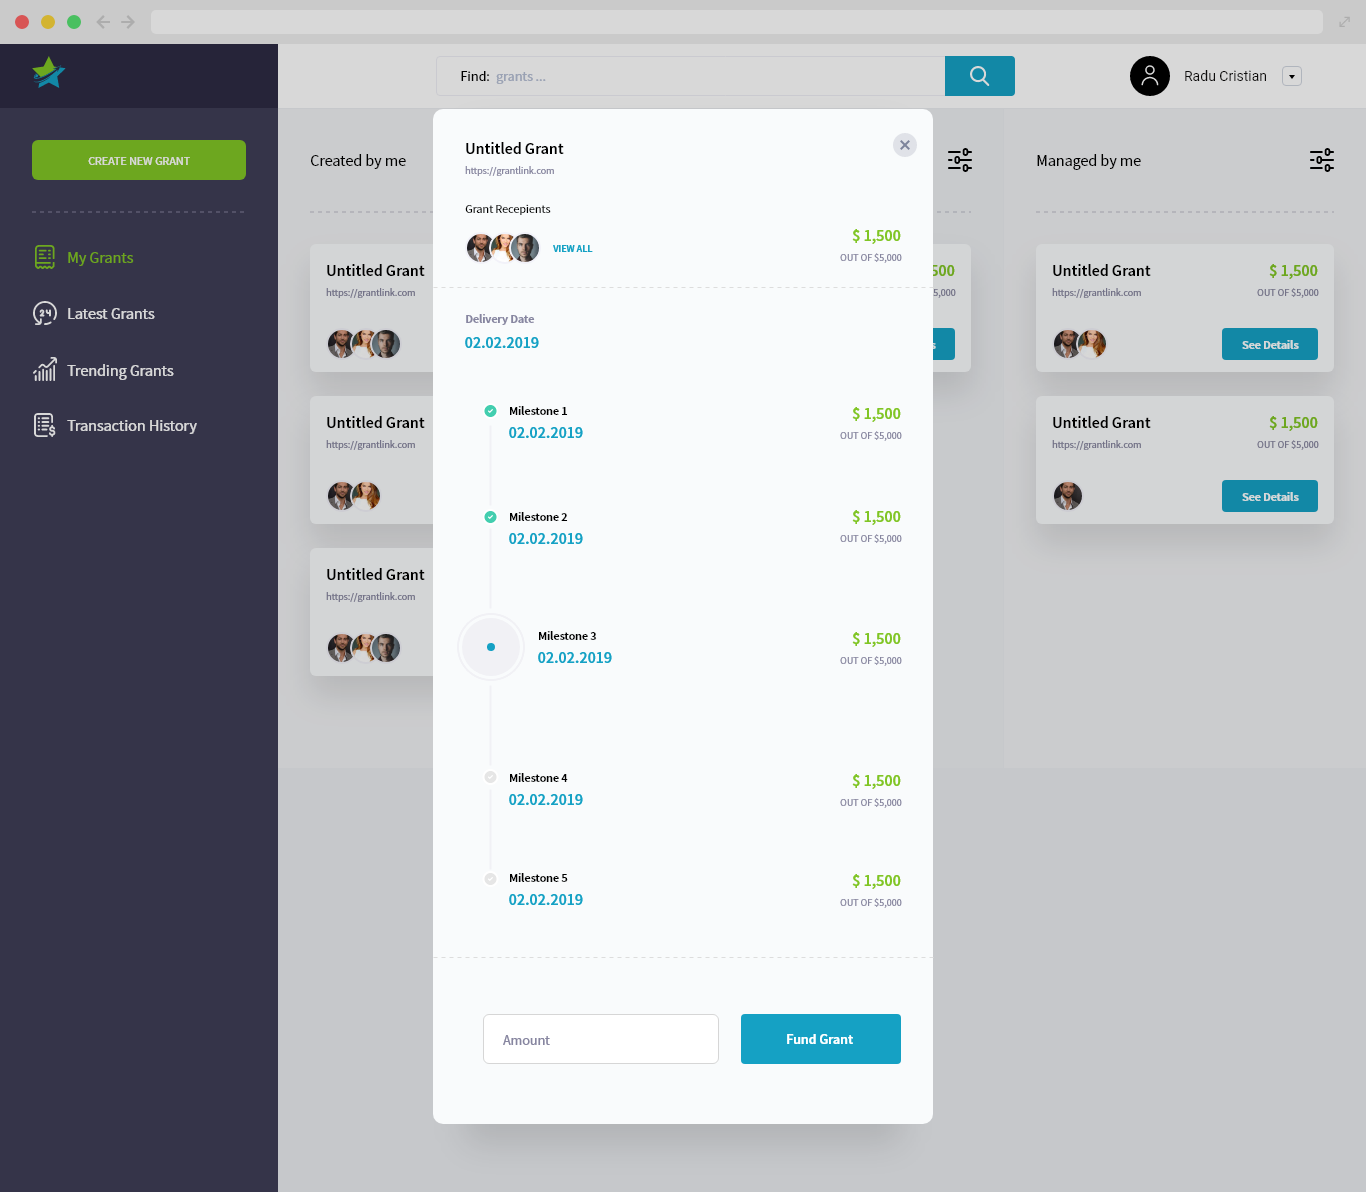 Find: grants ...
Radu Cristian
CREATE NEW GRANT
My Grants
Latest Grants
24
Trending Grants
Transaction History
Created by me
Untitled Grant
https://grantlink.com
Untitled Grant
https://grantlink.com
Untitled Grant
https://grantlink.com
Untitled Grant
https://grantlink.com
Grant Recepients
VIEW ALL
$ 1,500
OUT OF $5,000
Delivery Date
02.02.2019
Milestone 1
02.02.2019
$ 1,500
OUT OF $5,000
Milestone 2
02.02.2019
$ 1,500
OUT OF $5,000
Milestone 3
02.02.2019
$ 1,500
OUT OF $5,000
Milestone 4
02.02.2019
$ 1,500
OUT OF $5,000
Milestone 5
02.02.2019
$ 1,500
OUT OF $5,000
Amount
Fund Grant
500
5,000
s
Managed by me
Untitled Grant
$ 1,500
https://grantlink.com
OUT OF $5,000
See Details
Untitled Grant
$ 1,500
https://grantlink.com
OUT OF $5,000
See Details